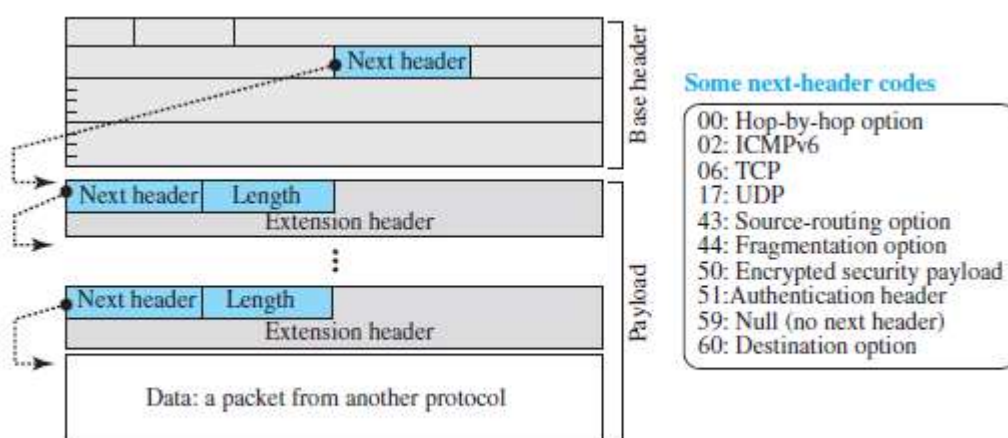 Next header
Base header
Next header Length
Extension header
Next header Length
Extension header
Data: a packet from another protocol
Payload
Some next-header codes
00: Hop-by-hop option
02: ICMPv6
06: TCP
17: UDP
43: Source-routing option
44: Fragmentation option
50: Encrypted security payload
51:Authentication header
59: Null (no next header)
60: Destination option